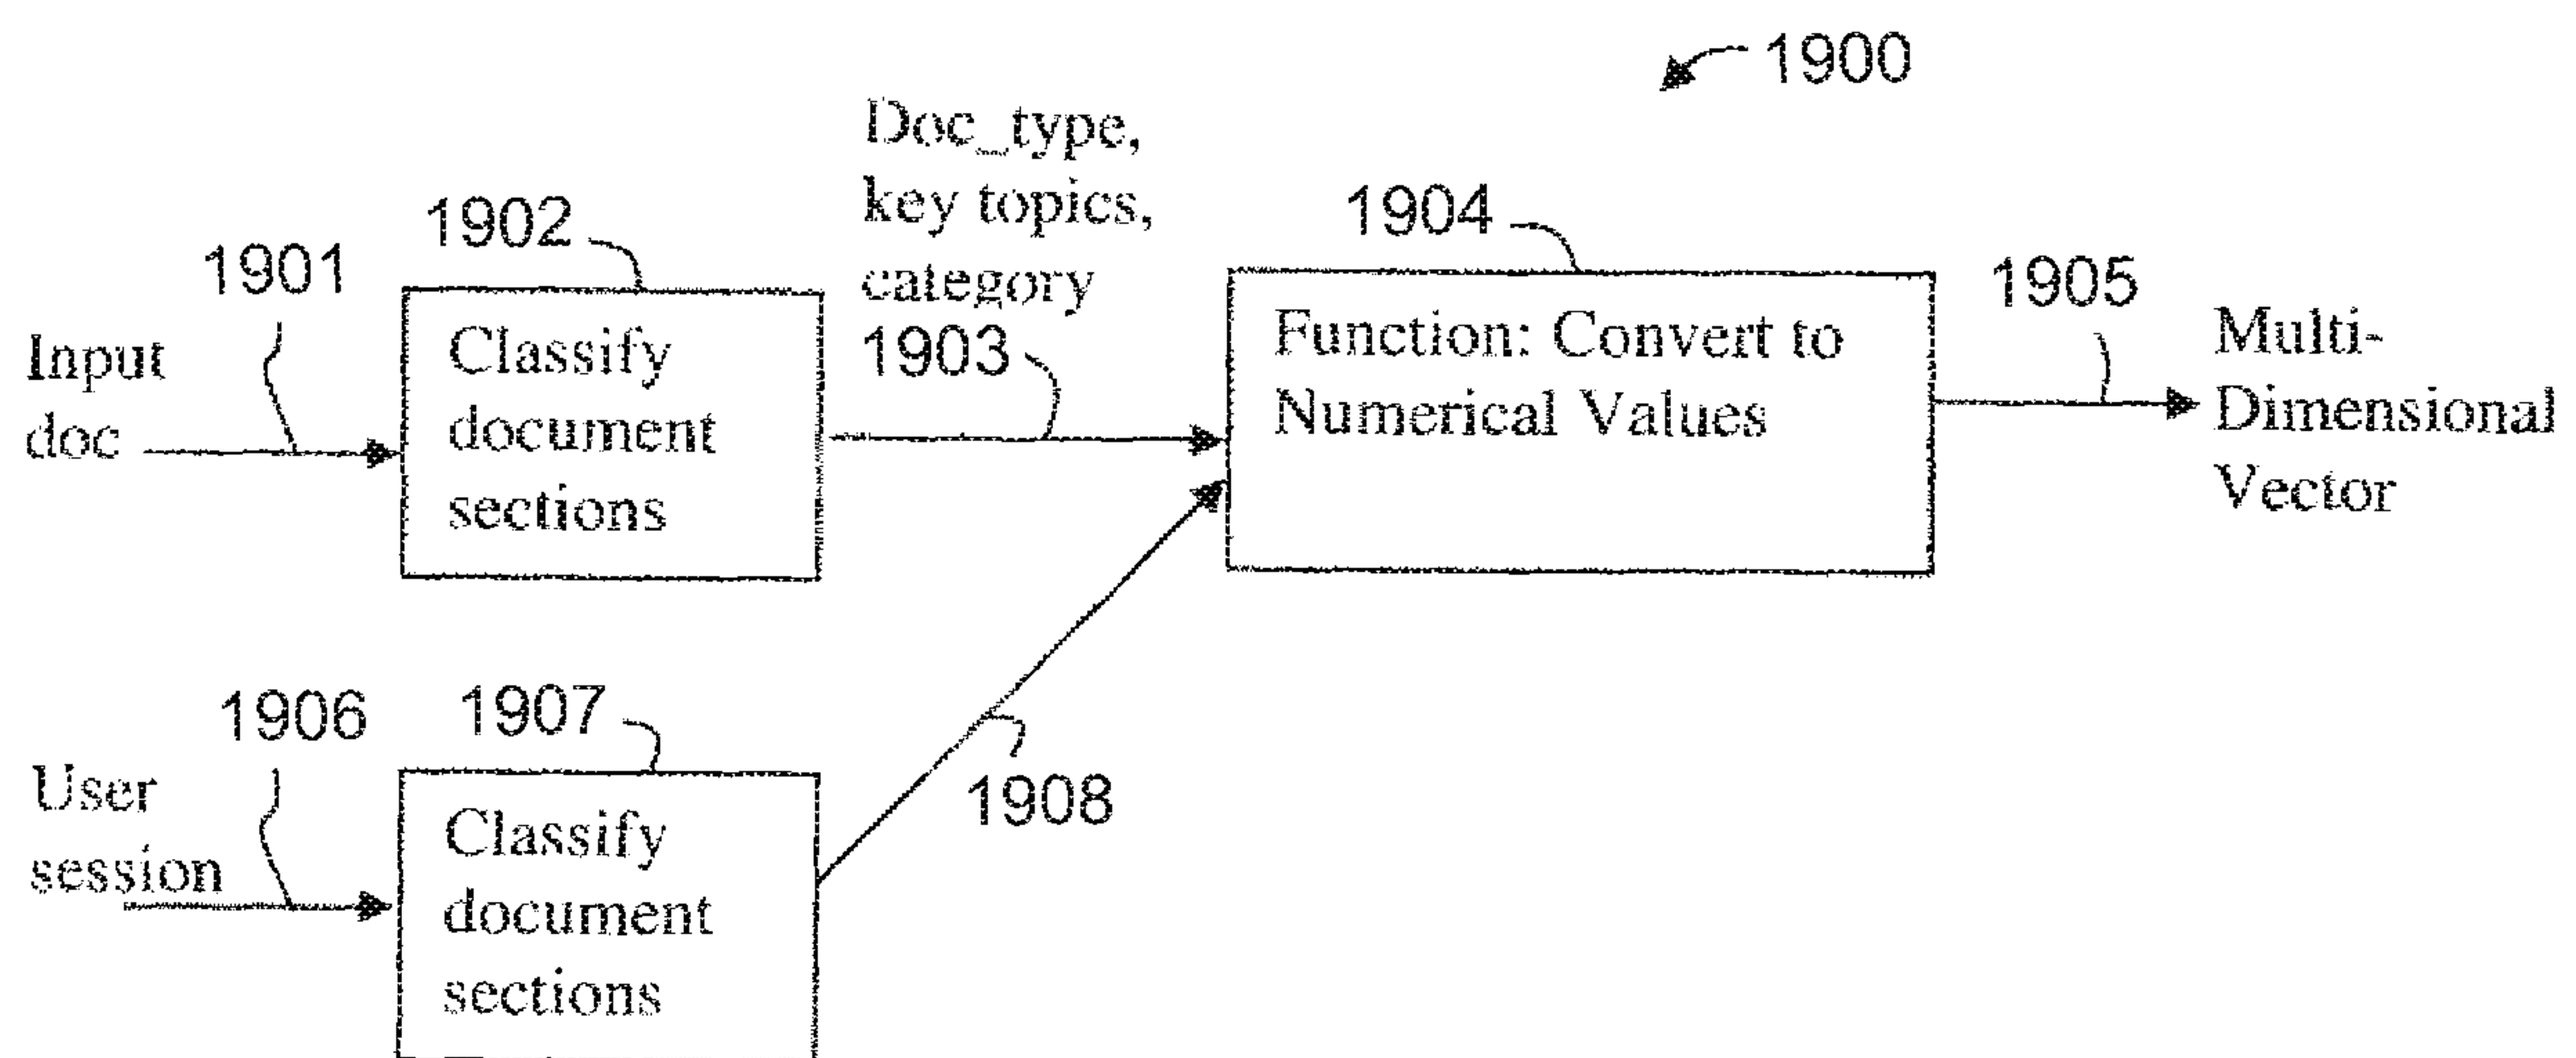 1900
Doc_type,
key topics,
category
1903
1902
1901
Input
doc
Classify
document
sections
1904
Function: Convert to
Numerical Values
1905
Multi-
Dimensional
Vector
1906
User
session
1907
Classify
document
sections
1908